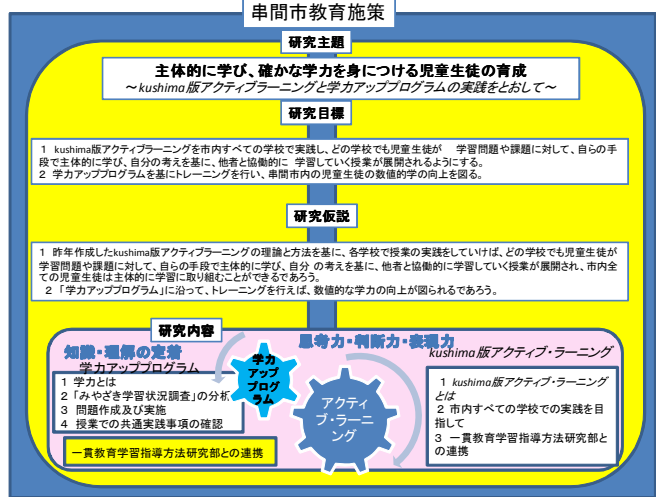 串間市教育施策
研究主題
主体的に学び、確かな学力を身につける児童生徒の育成
～kushima版アクティブラーニングと学力アッププログラムの実践をとおして～
研究目標
1 kushima版アクティブラーニングを市内すべての学校で実践し、どの学校でも児童生徒が 学習問題や課題に対して、自らの手
段で主体的に学び、自分の考えを基に、他者と協働的に 学習していく授業が展開されるようにする。
2 学力アッププログラムを基にトレーニングを行い、串間市内の児童生徒の数値的学の向上を図る。
研究仮説
1 昨年作成したkushima版アクティブラーニングの理論と方法を基に、各学校で授業の実践をしていけば、どの学校でも児童生徒が
学習問題や課題に対して、自らの手段で主体的に学び、自分 の考えを基に、他者と協働的に学習していく授業が展開され、市内全
ての児童生徒は主体的に学習に取り組むことができるであろう。
2 「学力アッププログラム」に沿って、トレーニングを行えば、数値的な学力の向上が図られるであろう。
研究内容
知識・理解の定着
学力アッププログラム
1 学力とは
2 「みやざき学習状況調査」の分析
3 問題作成及び実施
4 授業での共通実践事項の確認
一貫教育学習指導方法研究部との連携
学力
アップ
プログ
ラム
思考力・判断力・表現力
アクティ
ブ・ラーニ
ング
kushima版アクティブ・ラーニング
1 kushima版アクティブ・ラーニング
とは
2 市内すべての学校での実践を目
指して
3 一貫教育学習指導方法研究部と
の連携